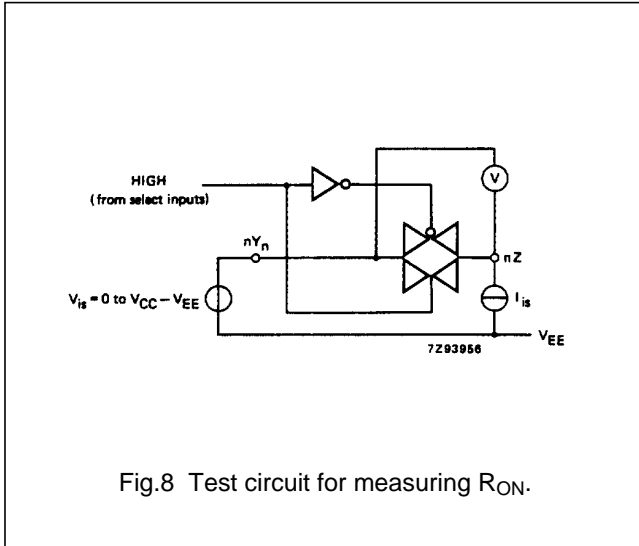 HIGH
(from select inputs)
V
nYn
nZ
Vis = 0 to VCC – VEE
Iis
VEE
7Z93956
Fig.8 Test circuit for measuring RON.